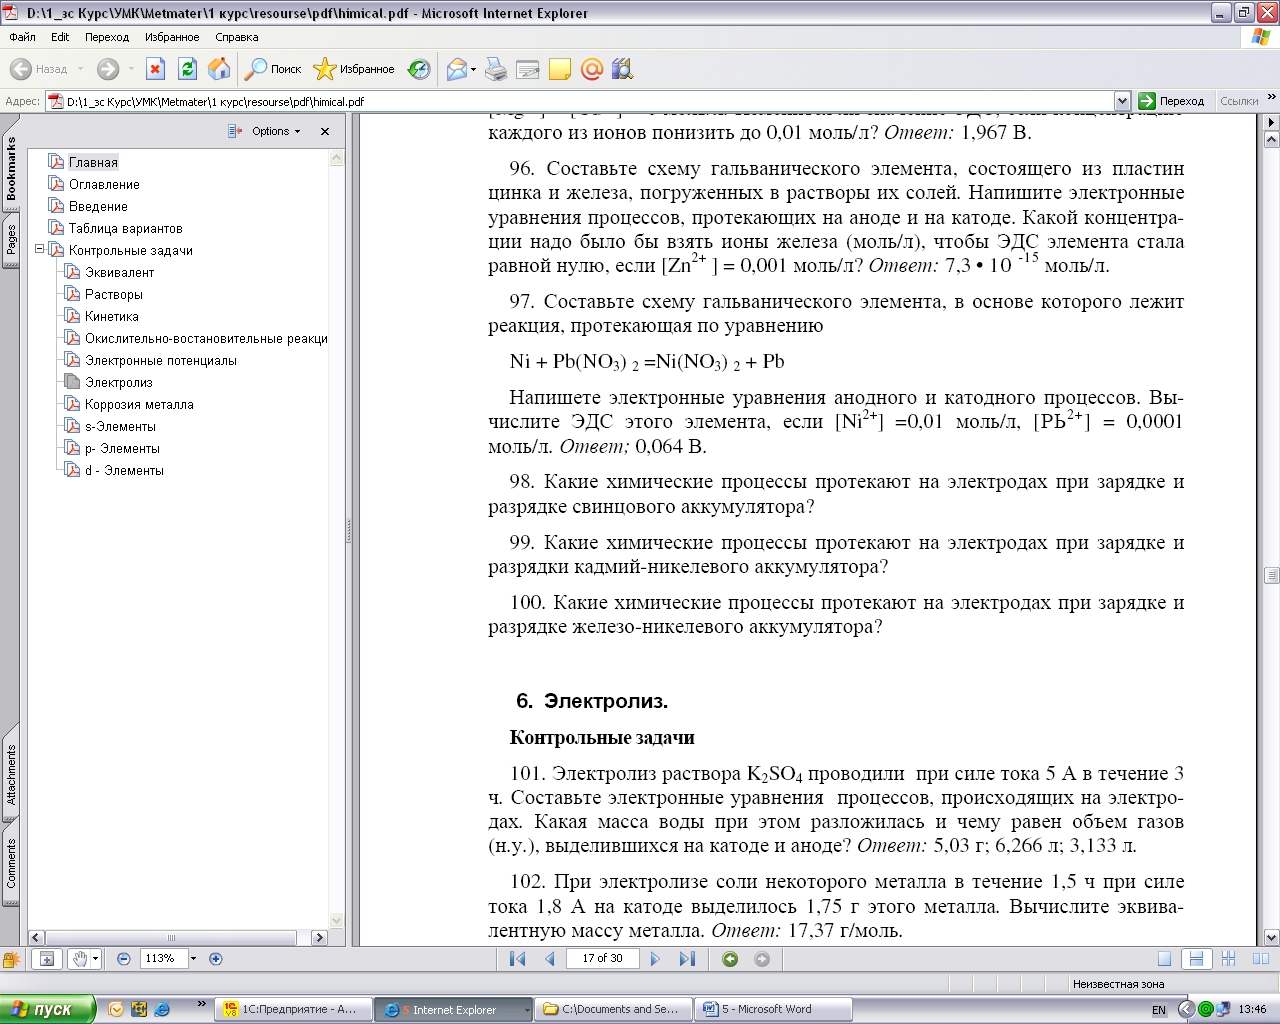 D:\1_зс Курс\УМК\Metmater\1 курс\resourse\pdf\himical.pdf - Microsoft Internet Explorer
Файл Edit Переход Избранное Справка
Назад Поиск Избранное
Адрес: D:\1_зс Курс\УМК\Metmater\1 курс\resourse\pdf\himical.pdf Переход Ссылки »
Options
Bookmarks
Pages
Attachments
Comments
Главная
Оглавление
Введение
Таблица вариантов
Контрольные задачи
Эквивалент
Растворы
Кинетика
Окислительно-востановительные реакци
Электронные потенциалы
Электролиз
Коррозия металла
s-Элементы
p- Элементы
d - Элементы
каждого из ионов понизить до 0,01 моль/л? Ответ: 1,967 В.
96. Составьте схему гальванического элемента, состоящего из пластин
цинка и железа, погруженных в растворы их солей. Напишите электронные
уравнения процессов, протекающих на аноде и на катоде. Какой концентра-
ции надо было бы взять ионы железа (моль/л), чтобы ЭДС элемента стала
равной нулю, если [Zn²⁺ ] = 0,001 моль/л? Ответ: 7,3 • 10 ⁻¹⁵ моль/л.
97. Составьте схему гальванического элемента, в основе которого лежит
реакция, протекающая по уравнению
Ni + Pb(NO₃) ₂ =Ni(NO₃) ₂ + Pb
Напишете электронные уравнения анодного и катодного процессов. Вы-
числите ЭДС этого элемента, если [Ni²⁺] =0,01 моль/л, [РЬ²⁺] = 0,0001
моль/л. Ответ; 0,064 В.
98. Какие химические процессы протекают на электродах при зарядке и
разрядке свинцового аккумулятора?
99. Какие химические процессы протекают на электродах при зарядке и
разрядки кадмий-никелевого аккумулятора?
100. Какие химические процессы протекают на электродах при зарядке и
разрядке железо-никелевого аккумулятора?
6. Электролиз.
Контрольные задачи
101. Электролиз раствора K₂SO₄ проводили при силе тока 5 А в течение 3
ч. Составьте электронные уравнения процессов, происходящих на электро-
дах. Какая масса воды при этом разложилась и чему равен объем газов
(н.у.), выделившихся на катоде и аноде? Ответ: 5,03 г; 6,266 л; 3,133 л.
102. При электролизе соли некоторого металла в течение 1,5 ч при силе
тока 1,8 А на катоде выделилось 1,75 г этого металла. Вычислите эквива-
лентную массу металла. Ответ: 17,37 г/моль.
113% 17 of 30
Неизвестная зона
пуск » 1С:Предприятие - А... 5 Internet Explorer C:\Documents and Se... 5 - Microsoft Word EN 13:46